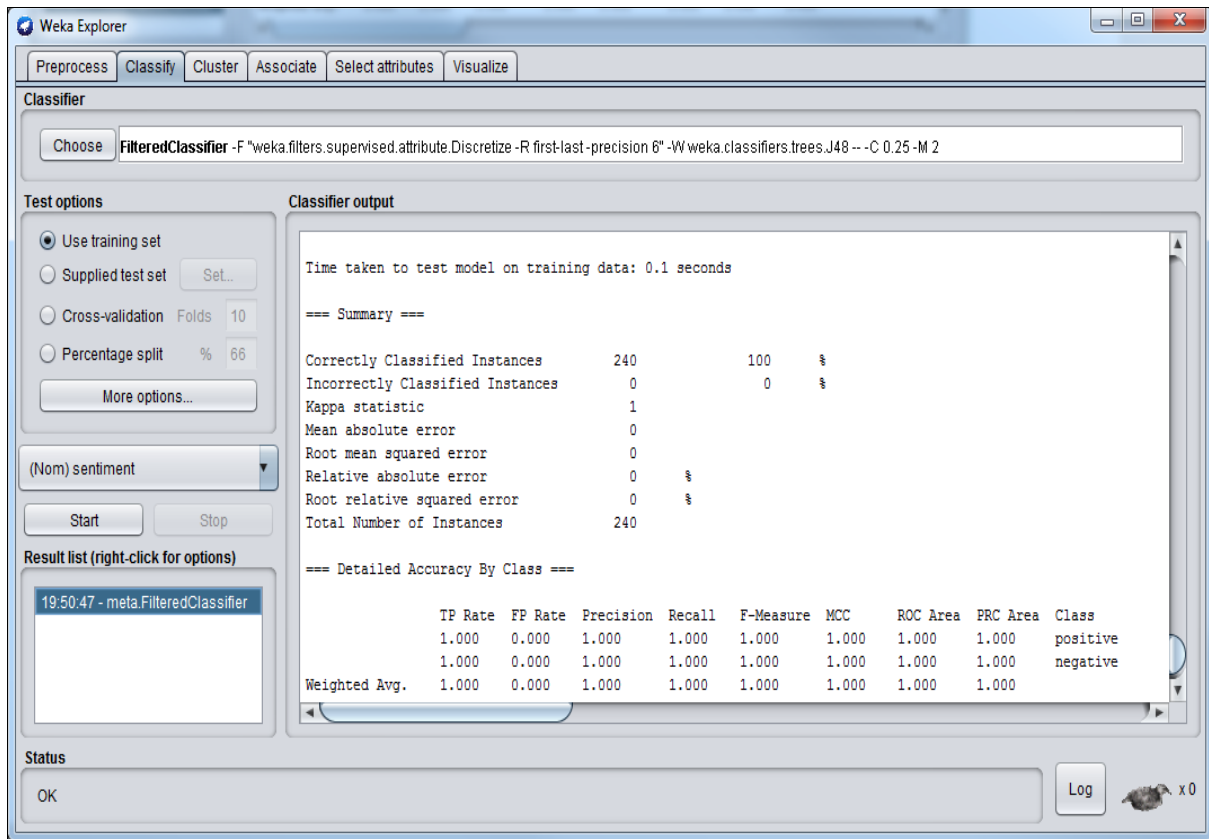 Weka Explorer
Preprocess Classify Cluster Associate Select attributes Visualize
Classifier
Choose FilteredClassifier -F "weka.filters.supervised.attribute.Discretize -R first-last -precision 6" -W weka.classifiers.trees.J48 -- -C 0.25 -M 2
Test options
Use training set
Supplied test set Set...
Cross-validation Folds 10
Percentage split % 66
More options...
(Nom) sentiment
Start Stop
Result list (right-click for options)
19:50:47 - meta.FilteredClassifier
Classifier output
Time taken to test model on training data: 0.1 seconds
=== Summary ===
Correctly Classified Instances 240 100 %
Incorrectly Classified Instances 0 0 %
Kappa statistic 1
Mean absolute error 0
Root mean squared error 0
Relative absolute error 0 %
Root relative squared error 0 %
Total Number of Instances 240
=== Detailed Accuracy By Class ===
TP Rate FP Rate Precision Recall F-Measure MCC ROC Area PRC Area Class
1.000 0.000 1.000 1.000 1.000 1.000 1.000 1.000 positive
1.000 0.000 1.000 1.000 1.000 1.000 1.000 1.000 negative
Weighted Avg. 1.000 0.000 1.000 1.000 1.000 1.000 1.000 1.000
Status
OK
Log x 0